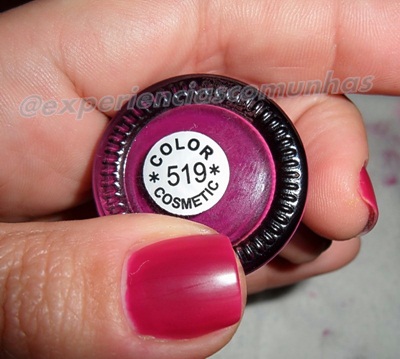 @experienciascomunhas
COLOR
* 519 *
COSMETIC